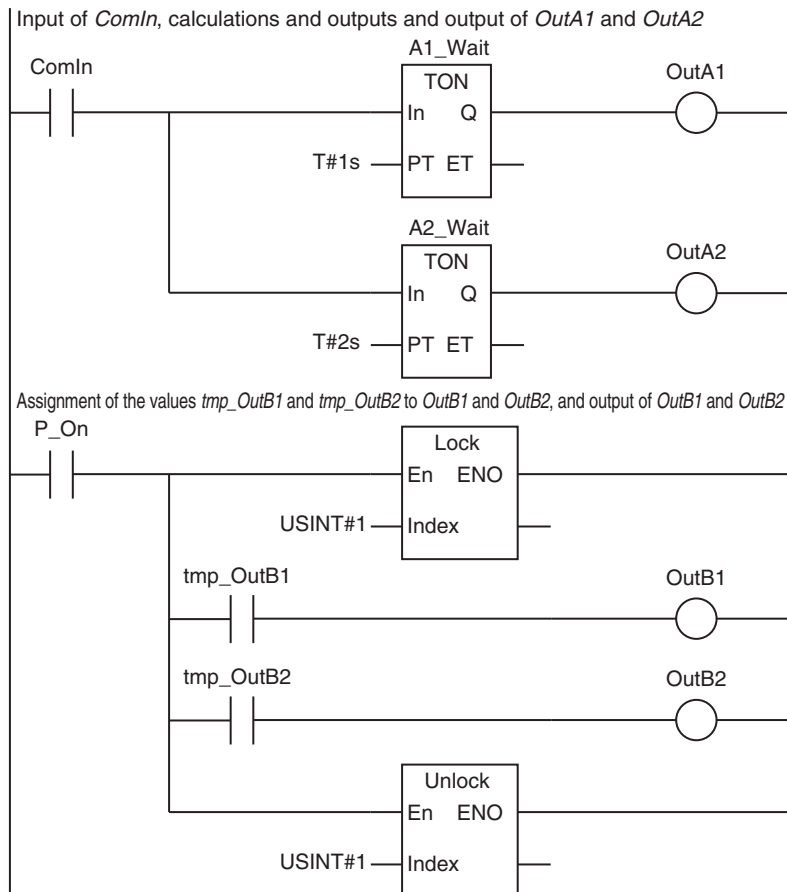 Input of ComIn, calculations and outputs and output of OutA1 and OutA2
A1_Wait
ComIn
TON
OutA1
In Q
T#1s
PT ET
A2_Wait
TON
OutA2
In Q
T#2s
PT ET
Assignment of the values tmp_OutB1 and tmp_OutB2 to OutB1 and OutB2, and output of OutB1 and OutB2
P_On
Lock
En ENO
USINT#1
Index
tmp_OutB1
OutB1
tmp_OutB2
OutB2
Unlock
En ENO
USINT#1
Index